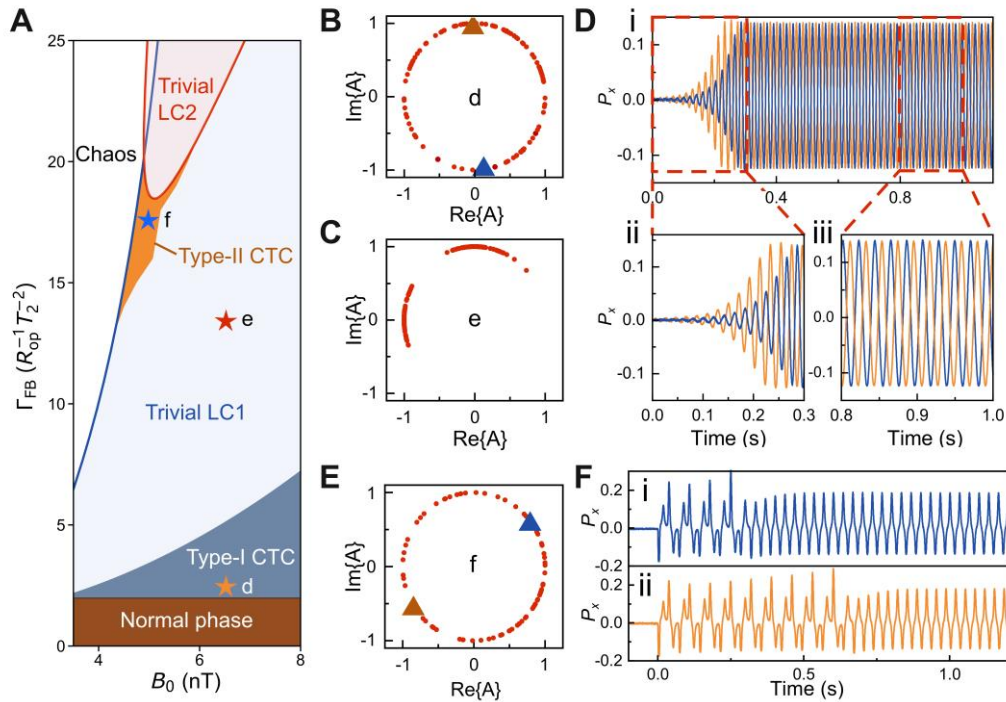 A
25
20
15
10
5
0
Γ_FB (R_op^-1 T_2^-2)
4
6
8
B_0 (nT)
Trivial
LC2
Chaos
f
Type-II CTC
e
Trivial LC1
Type-I CTC
d
Normal phase
B
1
0
-1
Im{A}
d
-1
0
1
Re{A}
C
1
0
-1
Im{A}
e
-1
0
1
Re{A}
D
i
0.1
0.0
-0.1
P_x
0.0
0.4
0.8
ii
0.1
0.0
-0.1
P_x
0.0
0.1
0.2
0.3
Time (s)
iii
0.1
0.0
-0.1
0.8
0.9
1.0
Time (s)
E
1
0
-1
Im{A}
f
-1
0
1
Re{A}
F
i
0.2
0.0
-0.2
P_x
ii
0.2
0.0
-0.2
P_x
0.0
0.5
1.0
Time (s)